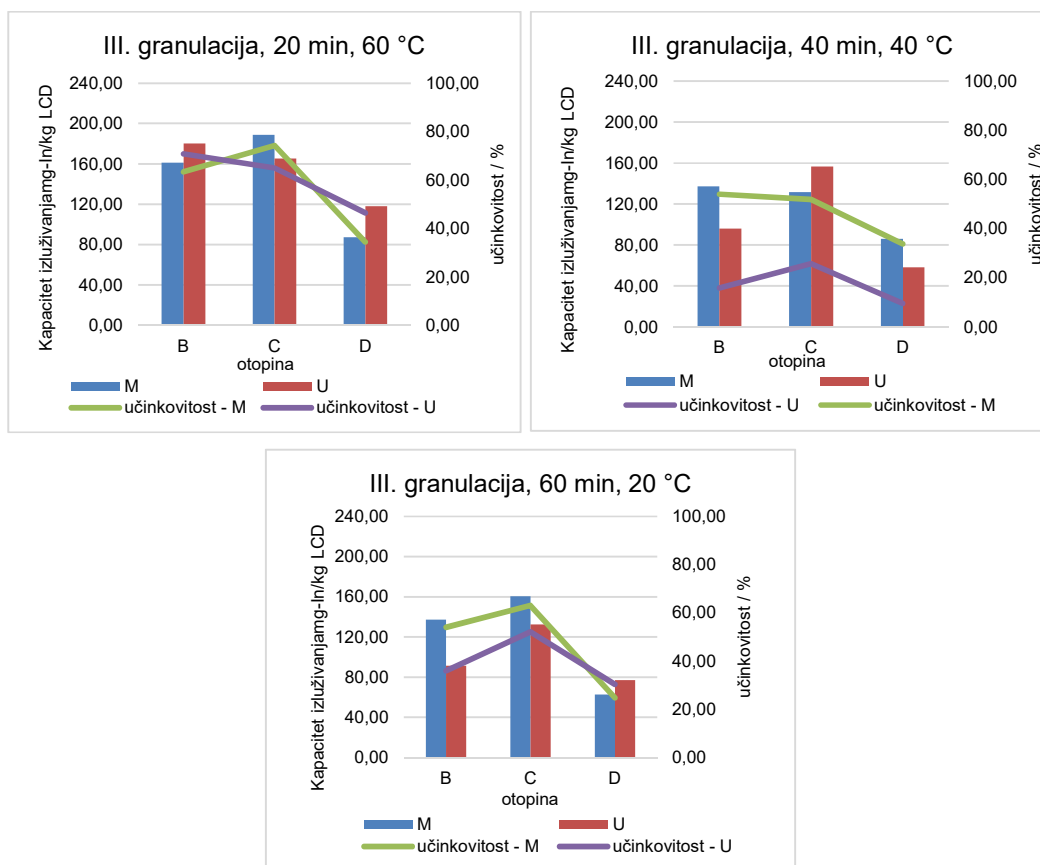 III. granulacija, 20 min, 60 °C
Kapacitet izluživanjamg-In/kg LCD
240,00
200,00
160,00
120,00
80,00
40,00
0,00
100,00
80,00
60,00
40,00
20,00
0,00
učinkovitost / %
B C D
otopina
M U
učinkovitost - M učinkovitost - U
III. granulacija, 40 min, 40 °C
Kapacitet izluživanjamg-In/kg LCD
240,00
200,00
160,00
120,00
80,00
40,00
0,00
100,00
80,00
60,00
40,00
20,00
0,00
učinkovitost / %
B C D
otopina
M U
učinkovitost - U učinkovitost - M
III. granulacija, 60 min, 20 °C
Kapacitet izluživanjamg-In/kg LCD
240,00
200,00
160,00
120,00
80,00
40,00
0,00
100,00
80,00
60,00
40,00
20,00
0,00
učinkovitost / %
B C D
otopina
M U
učinkovitost - M učinkovitost - U